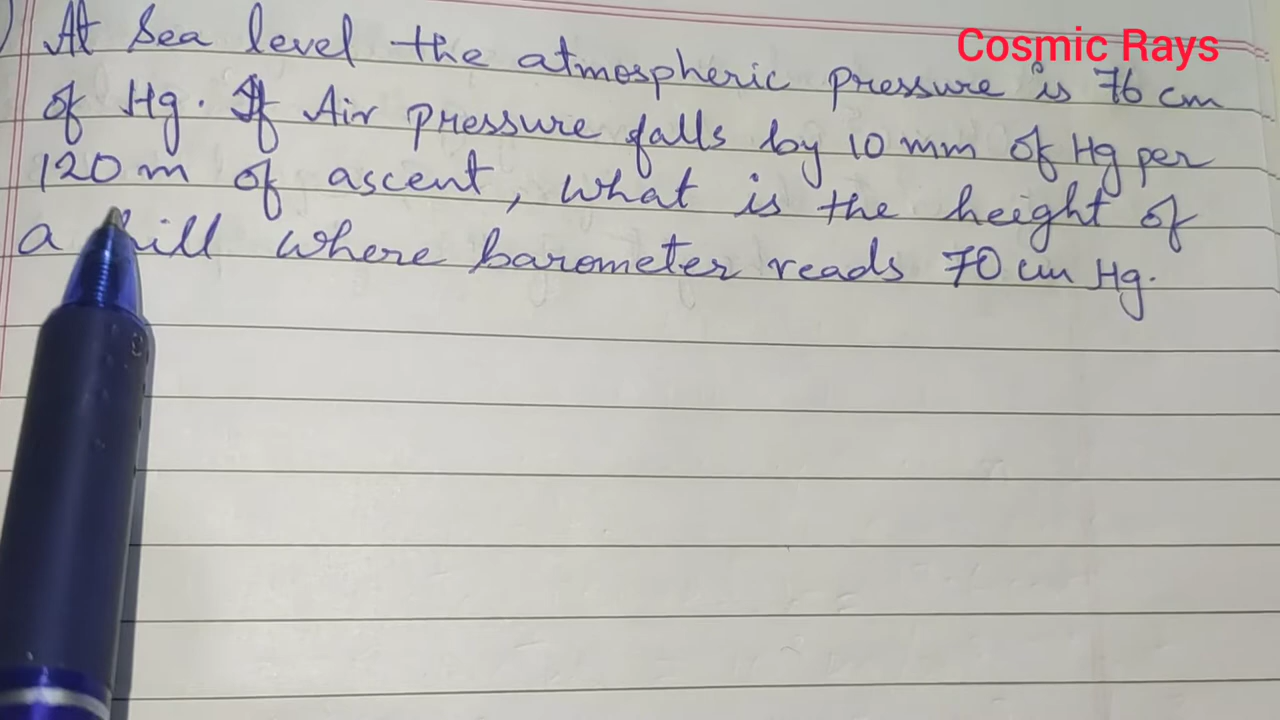 Cosmic Rays
At Sea level the atmospheric pressure is 76 cm
of Hg. If Air pressure falls by 10 mm of Hg per
120 m of ascent, what is the height of
a hill where barometer reads 70 cm Hg.